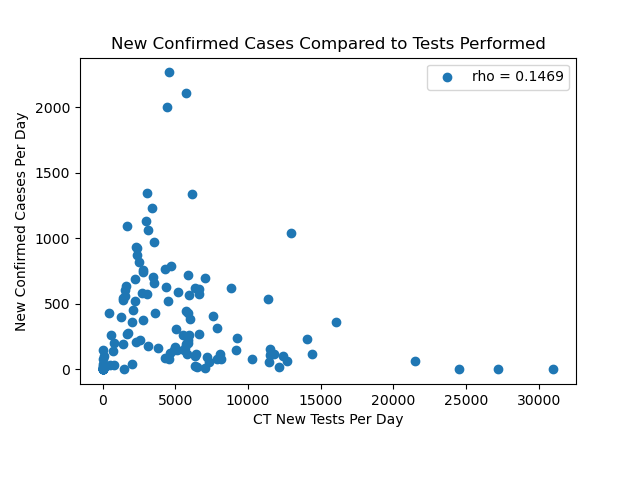 New Confirmed Cases Compared to Tests Performed
rho = 0.1469
New Confirmed Caeses Per Day
2000
1500
1000
500
0
0 5000 10000 15000 20000 25000 30000
CT New Tests Per Day